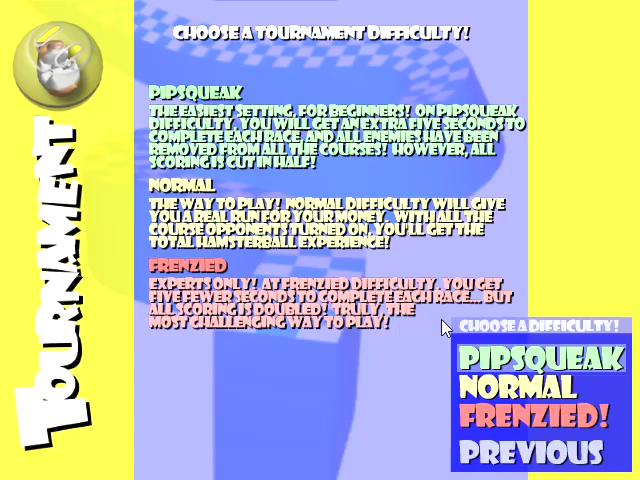 CHOOSE A TOURNAMENT DIFFICULTY!
PIPSQUEAK
THE EASIEST SETTING, FOR BEGINNERS! ON PIPSQUEAK
DIFFICULTY, YOU WILL GET AN EXTRA FIVE SECONDS TO
COMPLETE EACH RACE, AND ALL ENEMIES HAVE BEEN
REMOVED FROM ALL THE COURSES! HOWEVER, ALL
SCORING IS CUT IN HALF!
NORMAL
THE WAY TO PLAY! NORMAL DIFFICULTY WILL GIVE
YOU A REAL RUN FOR YOUR MONEY. WITH ALL THE
COURSE OPPONENTS TURNED ON, YOU'LL GET THE
TOTAL HAMSTERBALL EXPERIENCE!
FRENZIED
EXPERTS ONLY! AT FRENZIED DIFFICULTY, YOU GET
FIVE FEWER SECONDS TO COMPLETE EACH RACE... BUT
ALL SCORING IS DOUBLED! TRULY, THE
MOST CHALLENGING WAY TO PLAY!
TOURNAMENT
CHOOSE A DIFFICULTY!
PIPSQUEAK
NORMAL
FRENZIED!
PREVIOUS